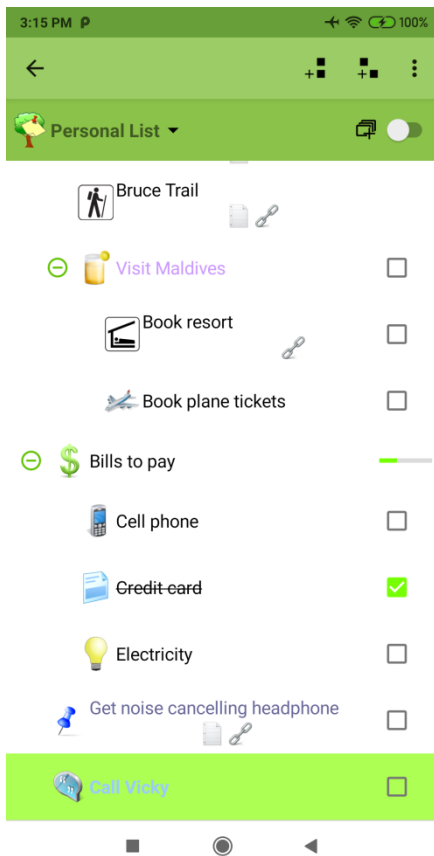 3:15 PM P 100%
Personal List
Bruce Trail
Visit Maldives
Book resort
Book plane tickets
Bills to pay
Cell phone
Credit card
Electricity
Get noise cancelling headphone
Call Vicky